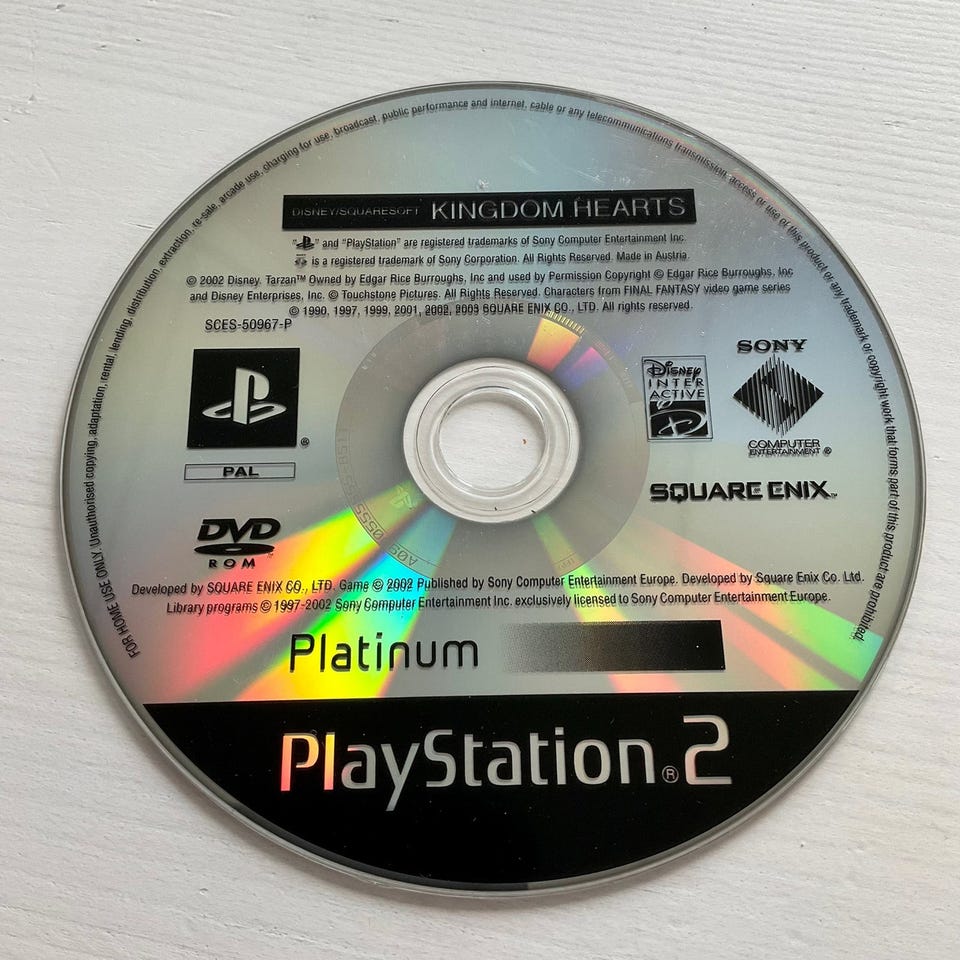 FOR HOME USE ONLY. Unauthorised copying, adaptation, rental, lending, distribution, extraction, re-sale, arcade use, charging for use, broadcast, public performance and internet, cable or any telecommunications transmission, access or use of this product or any trademark or copyright work that forms part of this product are prohibited.
DISNEY/SQUARESOFT KINGDOM HEARTS
" " and "PlayStation" are registered trademarks of Sony Computer Entertainment Inc.
is a registered trademark of Sony Corporation. All Rights Reserved. Made in Austria.
© 2002 Disney. Tarzan™ Owned by Edgar Rice Burroughs, Inc and used by Permission Copyright © Edgar Rice Burroughs, Inc
and Disney Enterprises, Inc. © Touchstone Pictures. All Rights Reserved. Characters from FINAL FANTASY video game series
© 1990, 1997, 1999, 2001, 2002, 2003 SQUARE ENIX CO., LTD. All rights reserved.
SCES-50967-P
®
PAL
DVD
ROM
Disney
INTER
ACTIVE
SONY
COMPUTER
ENTERTAINMENT ®
SQUARE ENIX™
Developed by SQUARE ENIX CO., LTD. Game © 2002 Published by Sony Computer Entertainment Europe. Developed by Square Enix Co. Ltd.
Library programs © 1997-2002 Sony Computer Entertainment Inc. exclusively licensed to Sony Computer Entertainment Europe.
Platinum
PlayStation®2